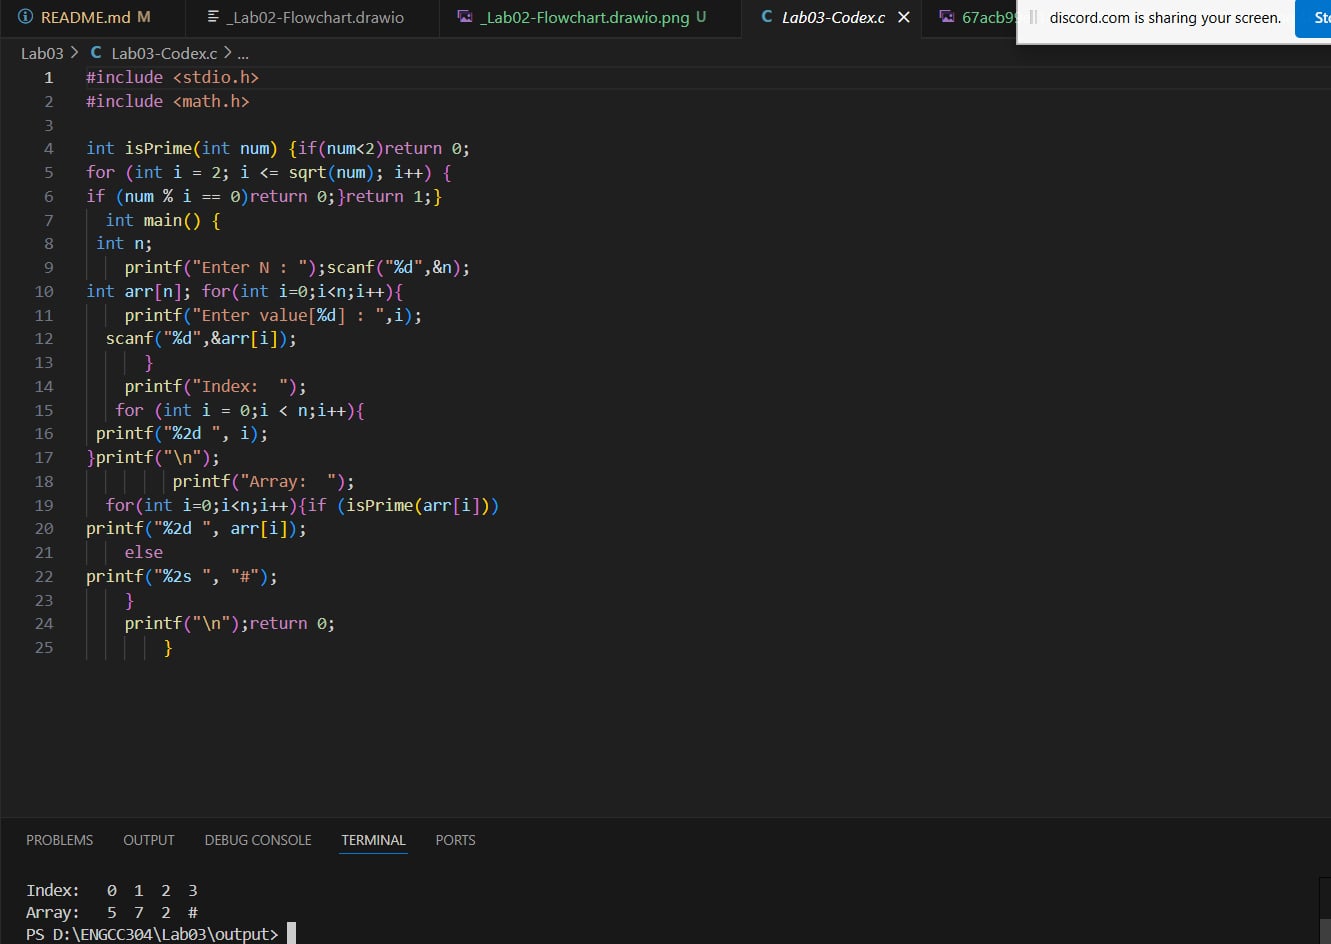 README.md M _Lab02-Flowchart.drawio _Lab02-Flowchart.drawio.png U C Lab03-Codex.c × discord.com is sharing your screen.
Lab03 > C Lab03-Codex.c > ...
1 #include <stdio.h>
2 #include <math.h>
3
4 int isPrime(int num) {if(num<2)return 0;
5 for (int i = 2; i <= sqrt(num); i++) {
6 if (num % i == 0)return 0;}return 1;}
7 int main() {
8 int n;
9 printf("Enter N : ");scanf("%d",&n);
10 int arr[n]; for(int i=0;i<n;i++){
11 printf("Enter value[%d] : ",i);
12 scanf("%d",&arr[i]);
13 }
14 printf("Index:  ");
15 for (int i = 0;i < n;i++){
16 printf("%2d ", i);
17 }printf("\n");
18 printf("Array:  ");
19 for(int i=0;i<n;i++){if (isPrime(arr[i]))
20 printf("%2d ", arr[i]);
21 else
22 printf("%2s ", "#");
23 }
24 printf("\n");return 0;
25 }
PROBLEMS OUTPUT DEBUG CONSOLE TERMINAL PORTS
Index:   0  1  2  3
Array:   5  7  2  #
PS D:\ENGCC304\Lab03\output>